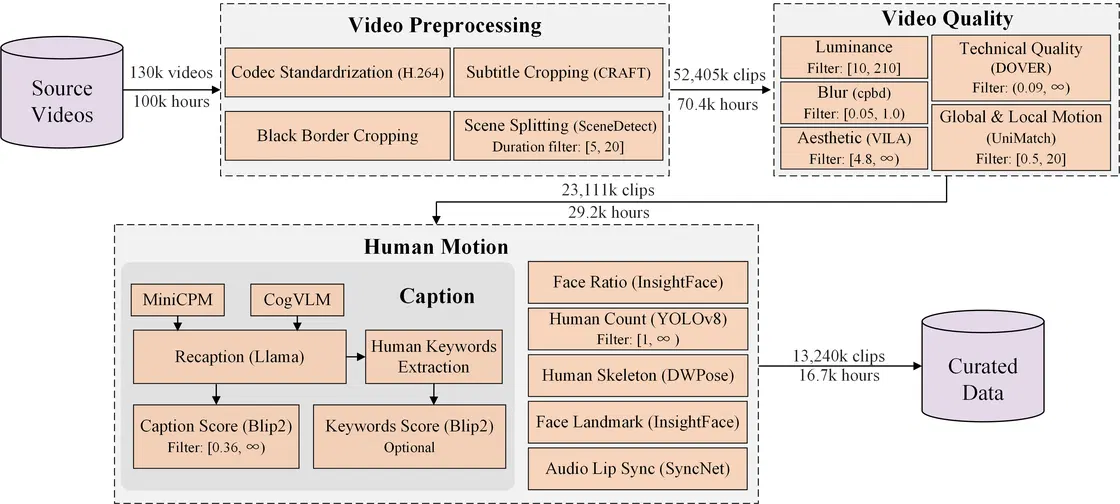 Source
Videos
130k videos
100k hours
Video Preprocessing
Codec Standrdization (H.264)
Subtitle Cropping (CRAFT)
Black Border Cropping
Scene Splitting (SceneDetect)
Duration filter: [5, 20]
52,405k clips
70.4k hours
Video Quality
Luminance
Filter: [10, 210]
Blur (cpbd)
Filter: [0.05, 1.0)
Aesthetic (VILA)
Filter: [4.8, ∞)
Technical Quality
(DOVER)
Filter: (0.09, ∞)
Global & Local Motion
(UniMatch)
Filter: [0.5, 20]
23,111k clips
29.2k hours
Human Motion
Caption
MiniCPM
CogVLM
Recaption (Llama)
Human Keywords
Extraction
Caption Score (Blip2)
Filter: [0.36, ∞)
Keywords Score (Blip2)
Optional
Face Ratio (InsightFace)
Human Count (YOLOv8)
Filter: [1, ∞ )
Human Skeleton (DWPose)
Face Landmark (InsightFace)
Audio Lip Sync (SyncNet)
13,240k clips
16.7k hours
Curated
Data